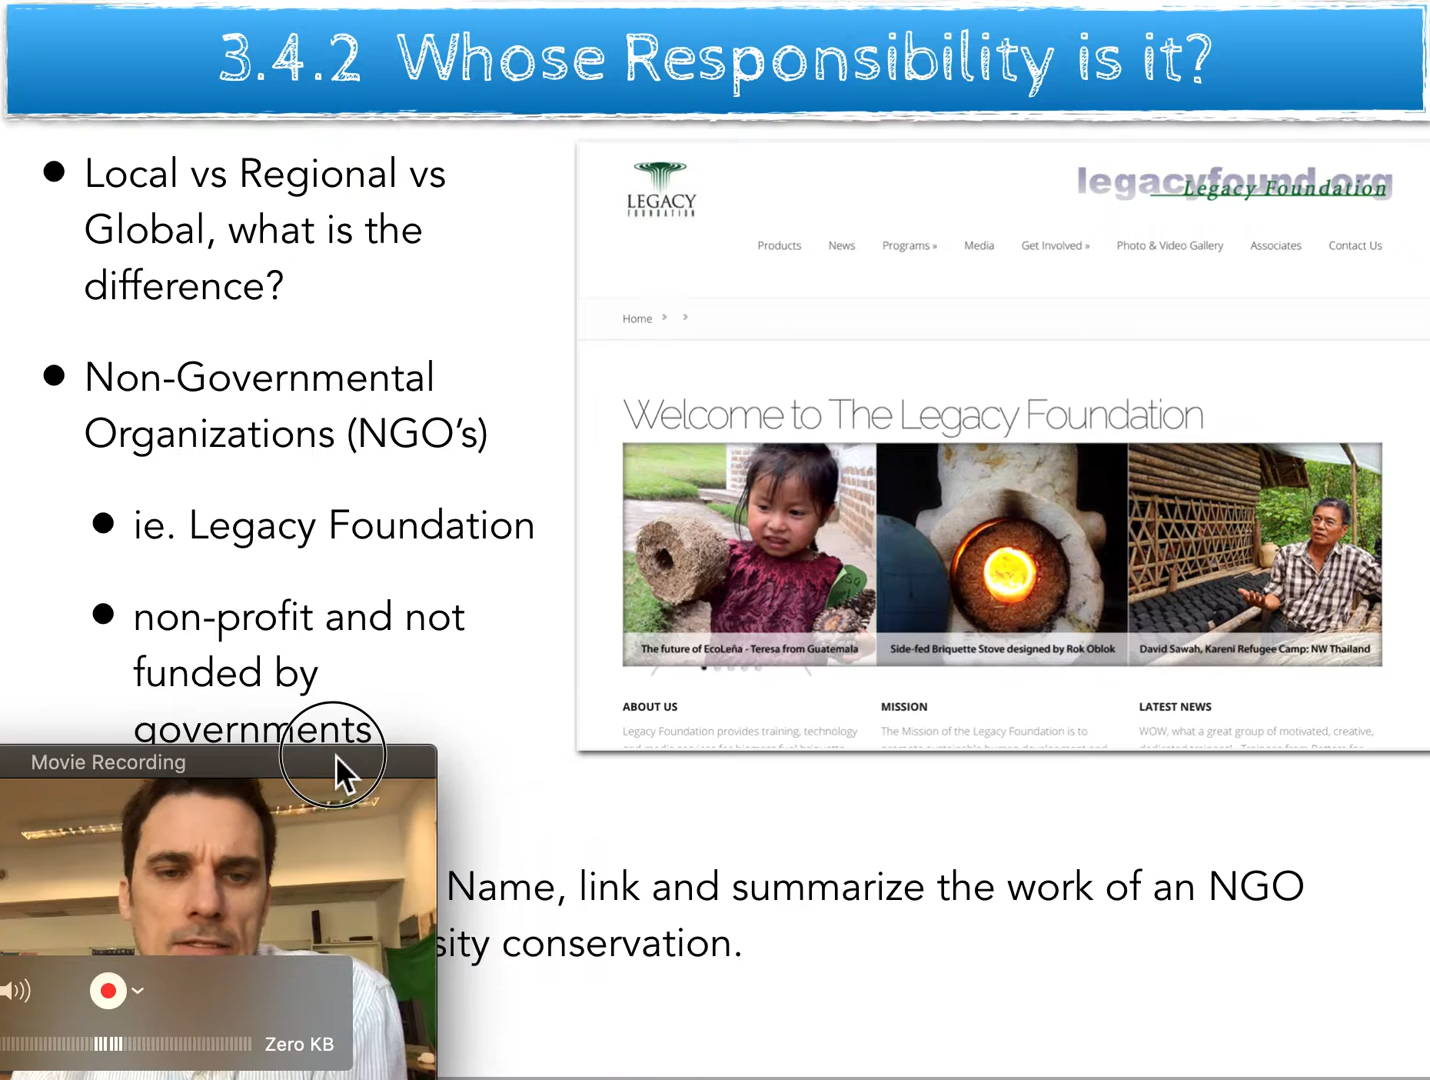 3.4.2 Whose Responsibility is it?
• Local vs Regional vs
Global, what is the
difference?
• Non-Governmental
Organizations (NGO’s)
• ie. Legacy Foundation
• non-profit and not
funded by
governments
LEGACY
FOUNDATION
legacyfound.org
Legacy Foundation
Products News Programs » Media Get Involved » Photo & Video Gallery Associates Contact Us
Home » »
Welcome to The Legacy Foundation
The future of EcoLeña - Teresa from Guatemala
Side-fed Briquette Stove designed by Rok Oblok
David Sawah, Kareni Refugee Camp: NW Thailand
ABOUT US
Legacy Foundation provides training, technology
MISSION
The Mission of the Legacy Foundation is to
LATEST NEWS
WOW, what a great group of motivated, creative,
Movie Recording
Zero KB
Name, link and summarize the work of an NGO
sity conservation.